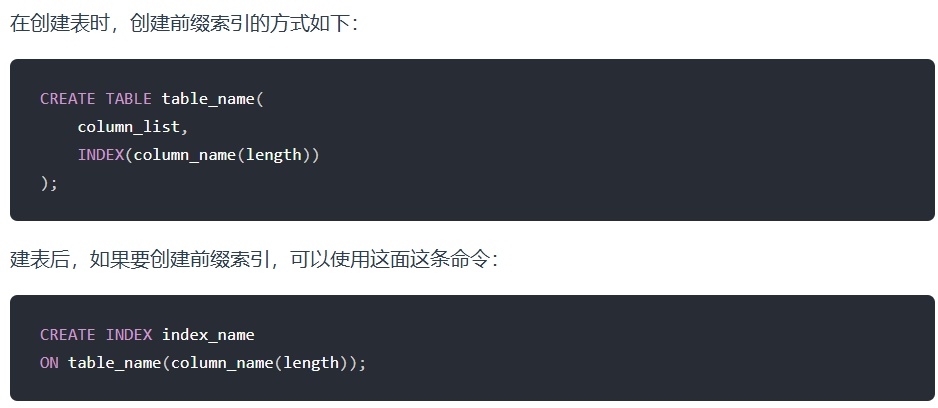 在创建表时，创建前缀索引的方式如下：
CREATE TABLE table_name(
    column_list,
    INDEX(column_name(length))
);
建表后，如果要创建前缀索引，可以使用这面这条命令：
CREATE INDEX index_name
ON table_name(column_name(length));